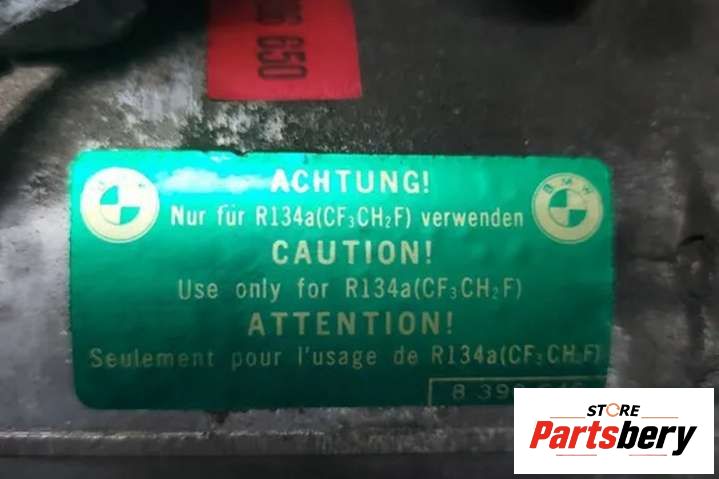 650
ACHTUNG!
Nur für R134a(CF₃CH₂F) verwenden
BMW
CAUTION!
Use only for R134a(CF₃CH₂F)
ATTENTION!
Seulement pour l'usage de R134a(CF₃CH₂F)
STORE
Partsbery